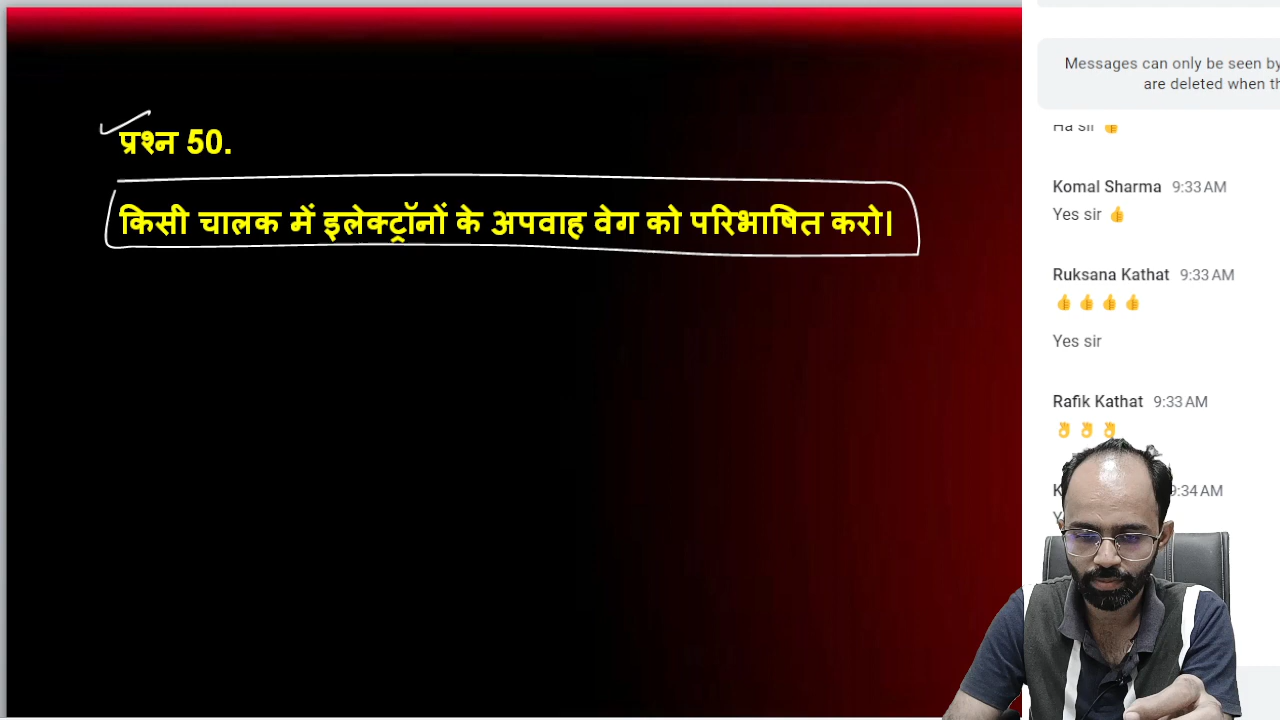 प्रश्न 50.
किसी चालक में इलेक्ट्रॉनों के अपवाह वेग को परिभाषित करो।
Messages can only be seen by
are deleted when th
Ha sir 👍
Komal Sharma 9:33 AM
Yes sir 👍
Ruksana Kathat 9:33 AM
👍 👍 👍 👍
Yes sir
Rafik Kathat 9:33 AM
👌 👌 👌
K 9:34 AM